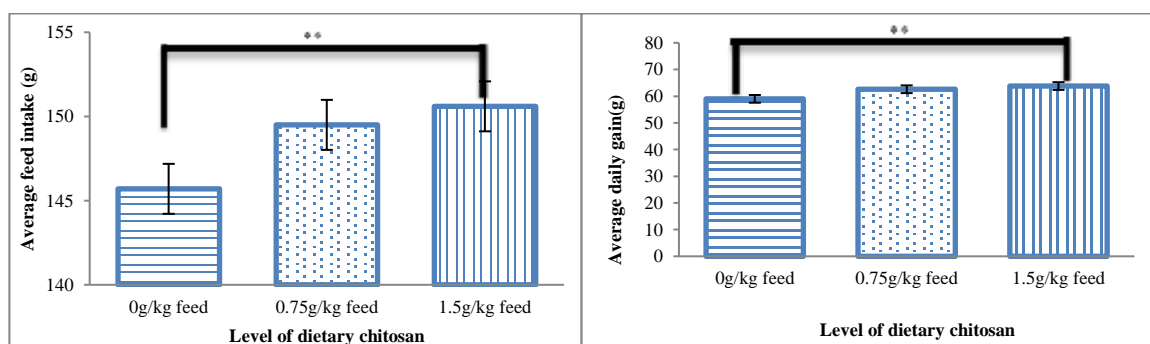 155
150
145
140
Average feed intake (g)
**
0g/kg feed 0.75g/kg feed 1.5g/kg feed
Level of dietary chitosan
80
70
60
50
40
30
20
10
0
Average daily gain(g)
**
0g/kg feed 0.75g/kg feed 1.5g/kg feed
Level of dietary chitosan